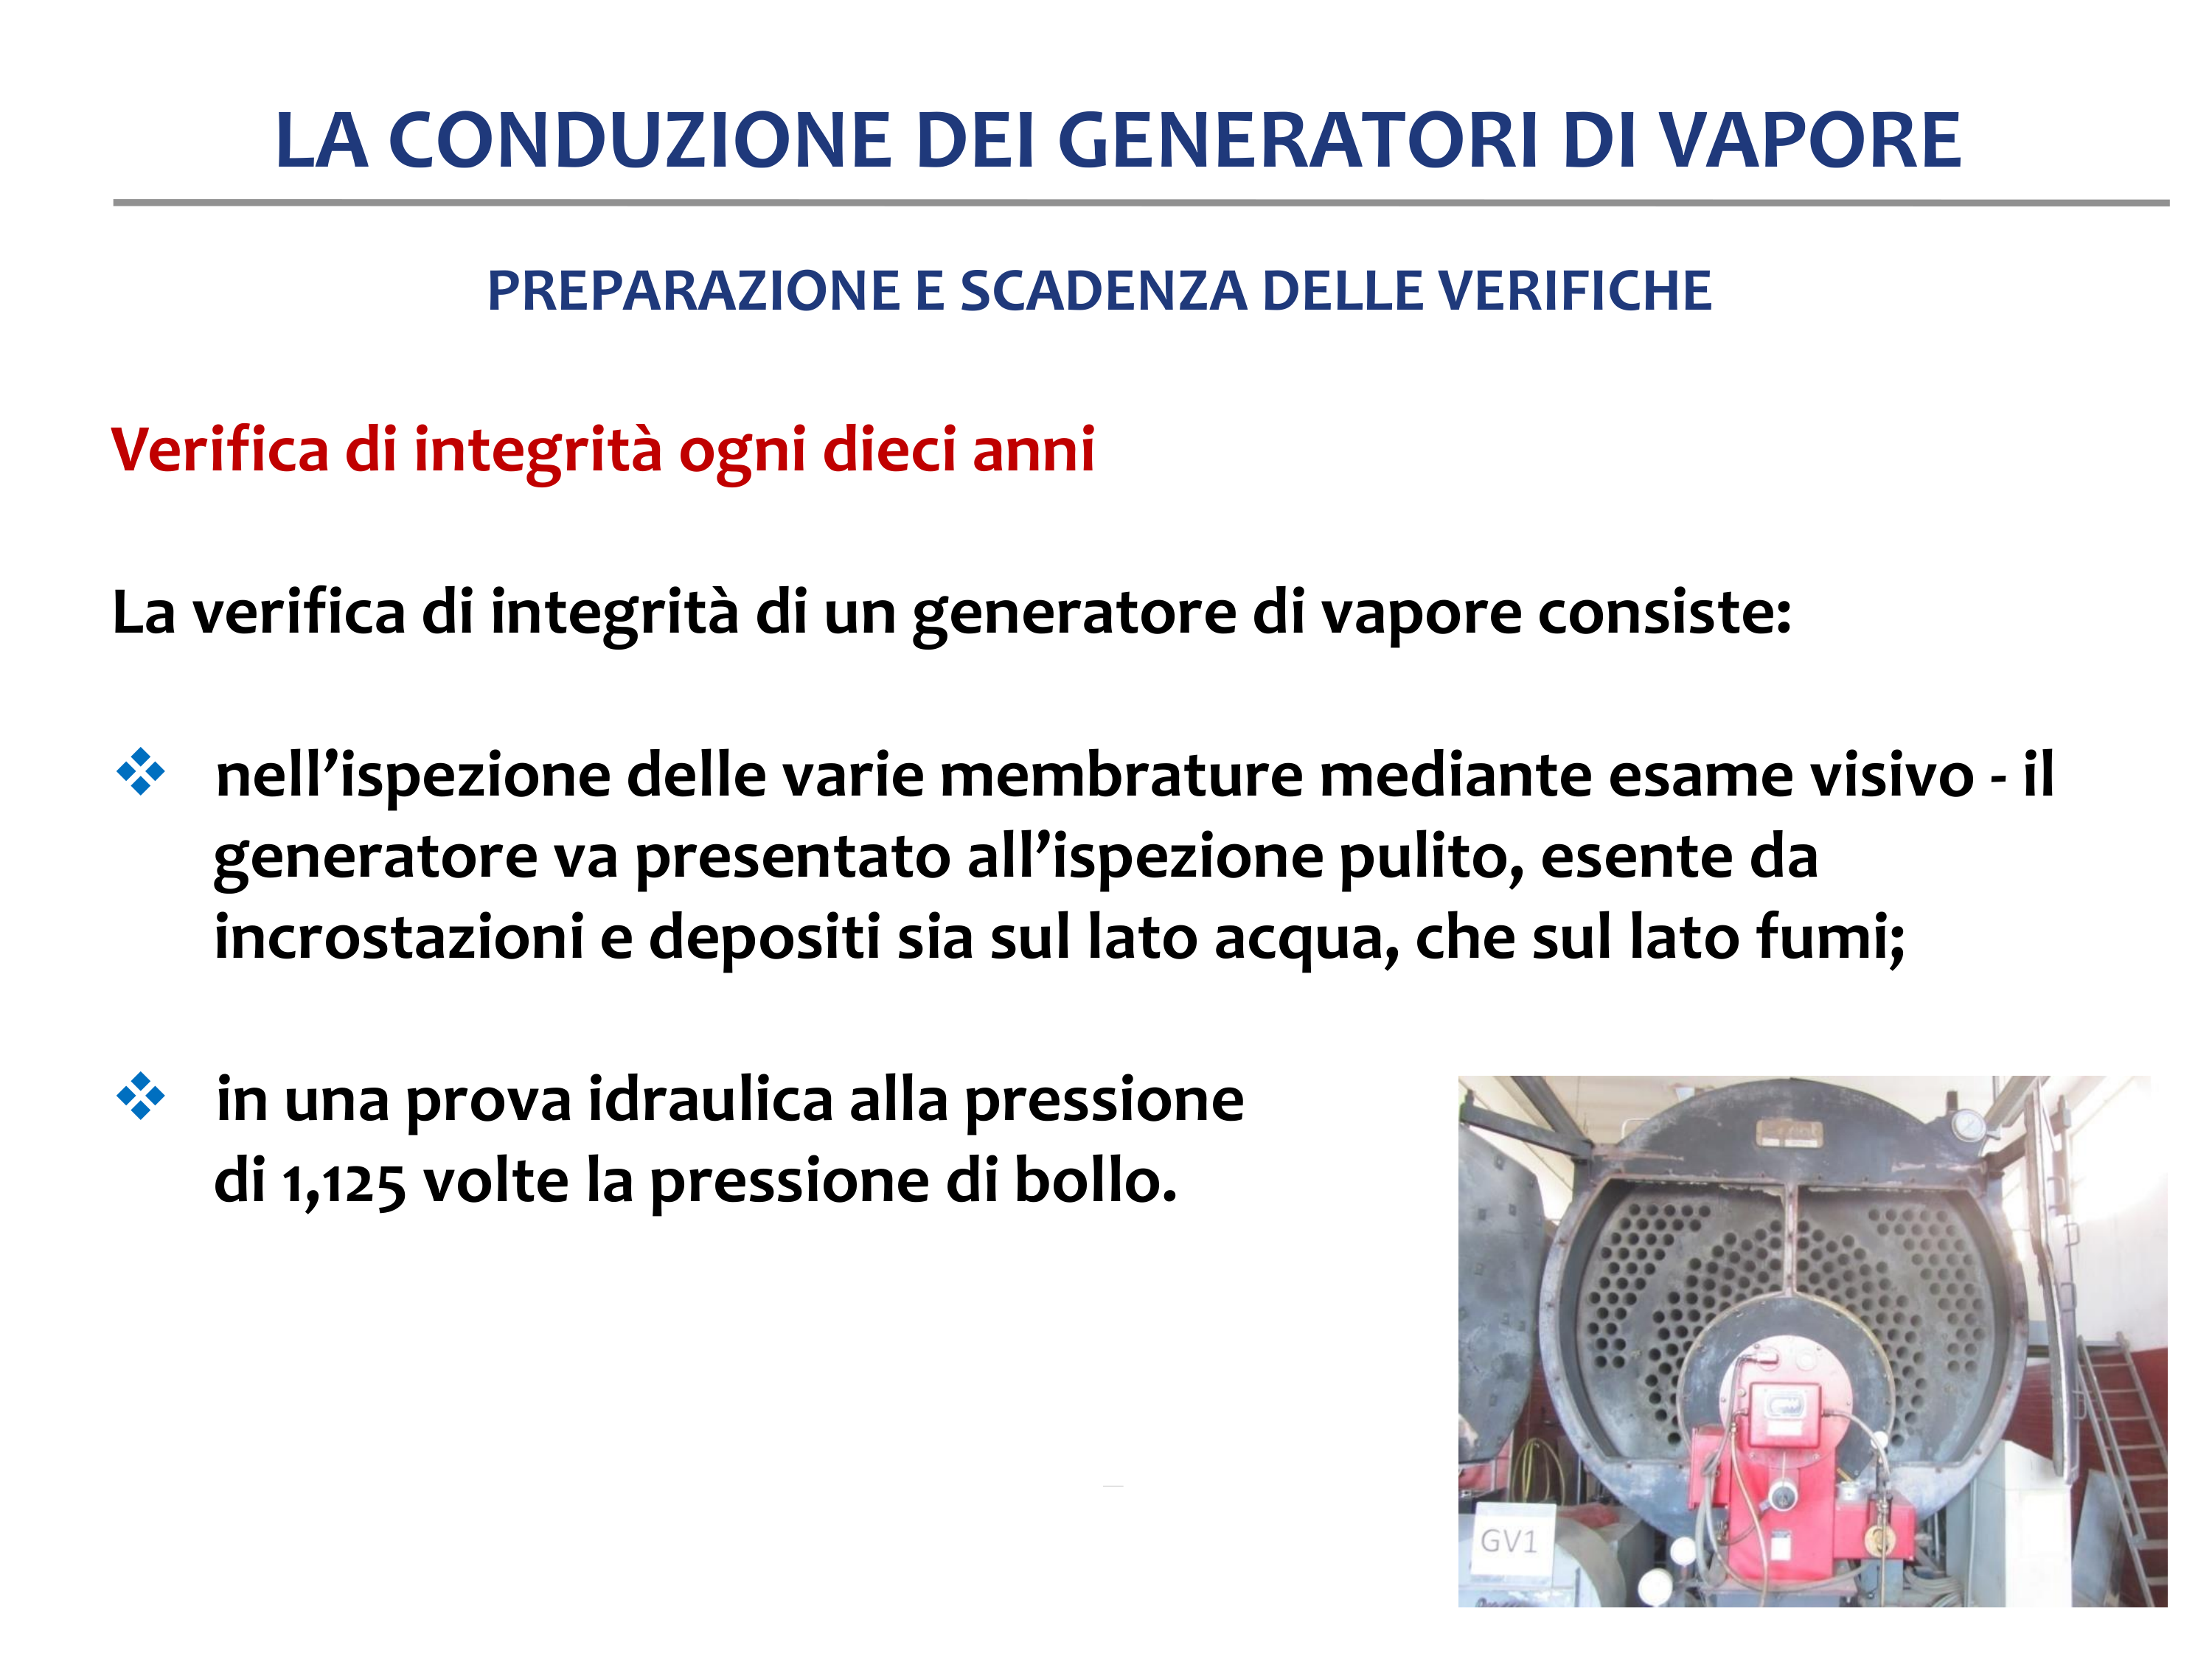 LA CONDUZIONE DEI GENERATORI DI VAPORE
PREPARAZIONE E SCADENZA DELLE VERIFICHE
Verifica di integrità ogni dieci anni
La verifica di integrità di un generatore di vapore consiste:
❖ nell’ispezione delle varie membrature mediante esame visivo - il
generatore va presentato all’ispezione pulito, esente da
incrostazioni e depositi sia sul lato acqua, che sul lato fumi;
❖ in una prova idraulica alla pressione
di 1,125 volte la pressione di bollo.
GV1